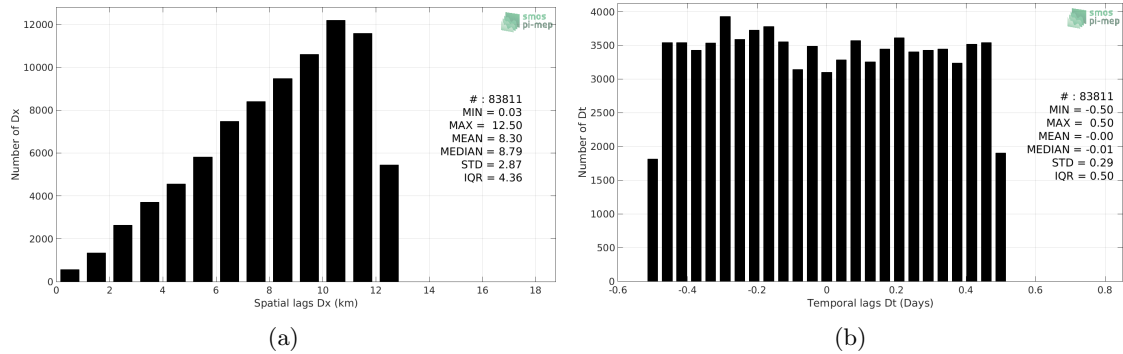 12000
10000
8000
6000
4000
2000
0
Number of Dx
0 2 4 6 8 10 12 14 16 18
Spatial lags Dx (km)
smos
pi-mep
# : 83811
MIN = 0.03
MAX = 12.50
MEAN = 8.30
MEDIAN = 8.79
STD = 2.87
IQR = 4.36
(a)
4000
3500
3000
2500
2000
1500
1000
500
0
Number of Dt
-0.6 -0.4 -0.2 0 0.2 0.4 0.6 0.8
Temporal lags Dt (Days)
smos
pi-mep
# : 83811
MIN = -0.50
MAX = 0.50
MEAN = -0.00
MEDIAN = -0.01
STD = 0.29
IQR = 0.50
(b)